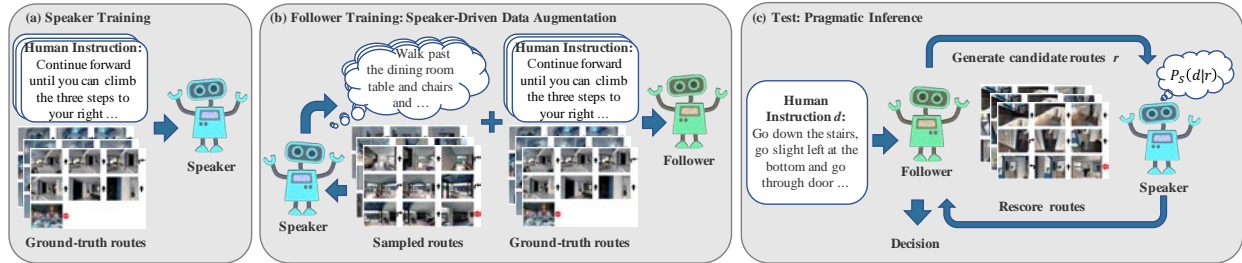 (a) Speaker Training
Human Instruction:
Continue forward
until you can climb
the three steps to
your right ...
Speaker
Ground-truth routes
(b) Follower Training: Speaker-Driven Data Augmentation
Walk past
the dining room
table and chairs
and ...
Speaker
Sampled routes
+
Human Instruction:
Continue forward
until you can climb
the three steps to
your right ...
Ground-truth routes
Follower
(c) Test: Pragmatic Inference
Human
Instruction d:
Go down the stairs,
go slight left at the
bottom and go
through door ...
Generate candidate routes r
Follower
P_S(d|r)
Speaker
Rescore routes
Decision